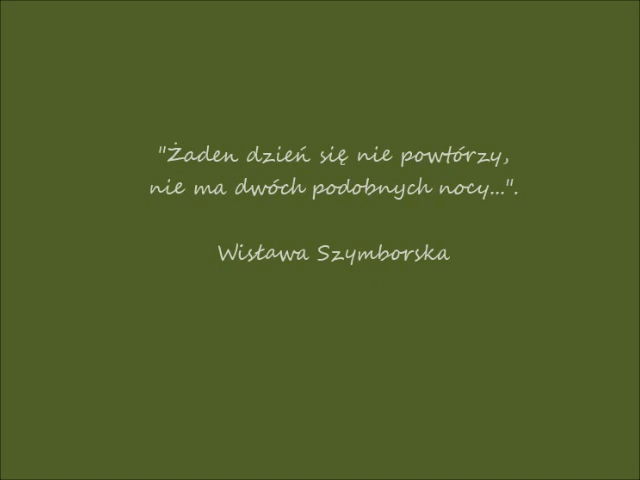 "Żaden dzień się nie powtórzy,
nie ma dwóch podobnych nocy...".
Wisława Szymborska